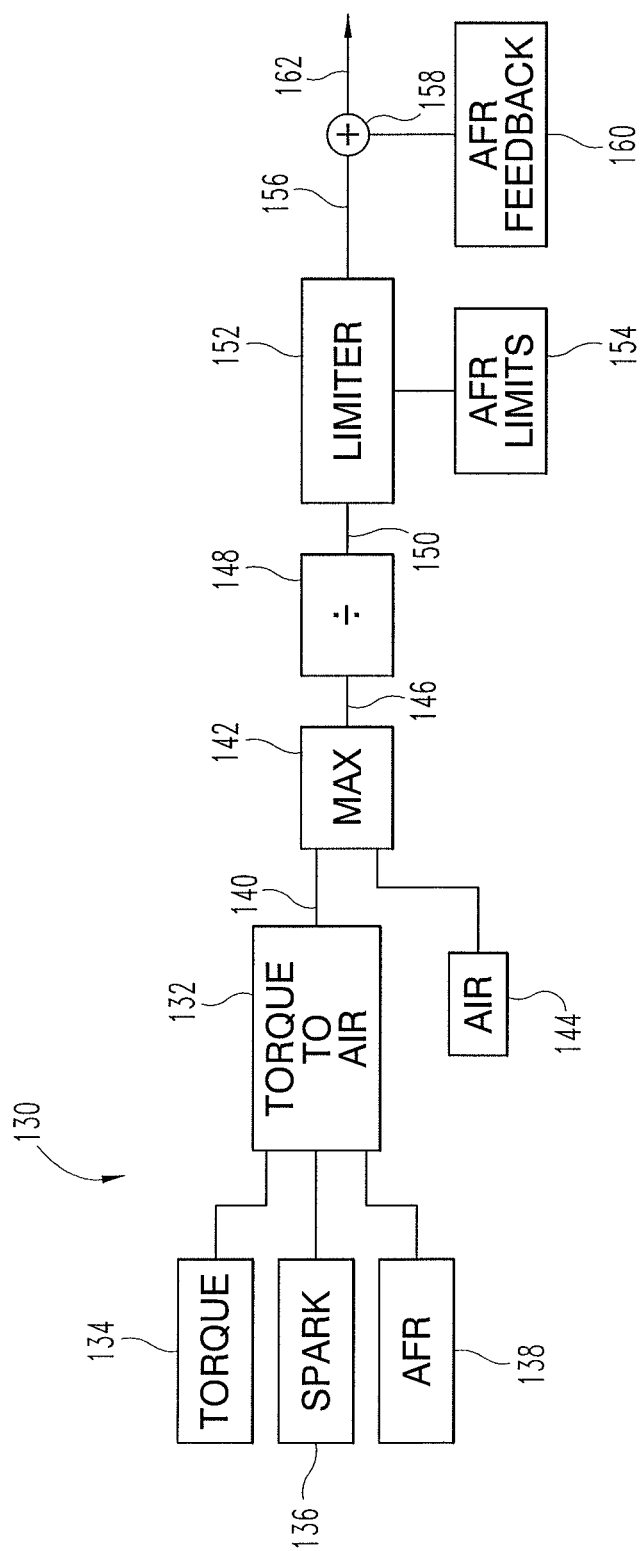 130
134
TORQUE
136
SPARK
138
AFR
132
TORQUE
TO
AIR
140
144
AIR
142
MAX
146
148
÷
150
152
LIMITER
154
AFR
LIMITS
156
158
+
160
AFR
FEEDBACK
162